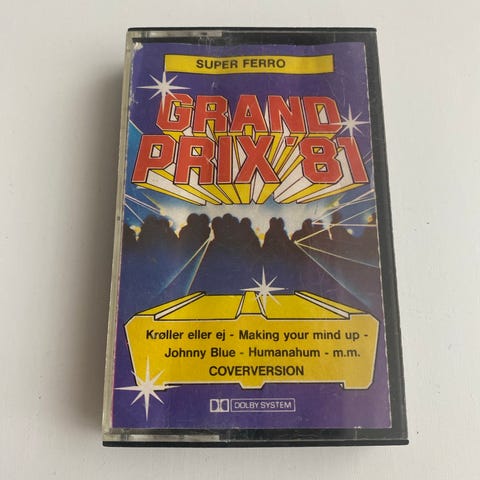 SUPER FERRO
GRAND
PRIX '81
Krøller eller ej - Making your mind up -
Johnny Blue - Humanahum - m.m.
COVERVERSION
DOLBY SYSTEM